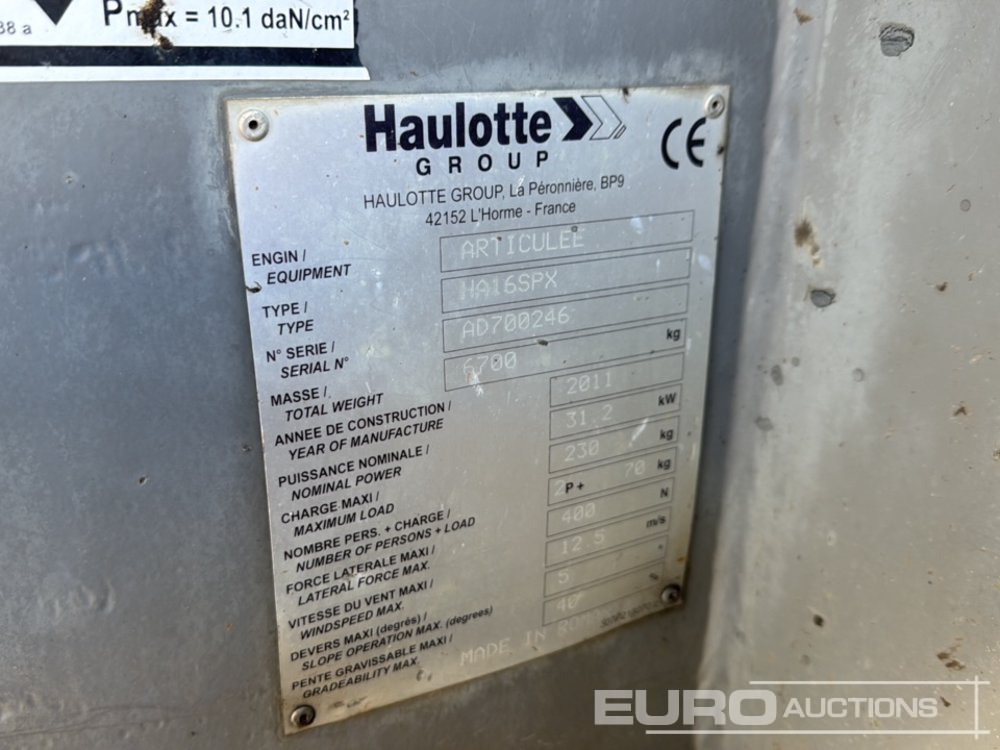 38 a
Pmax = 10.1 daN/cm²
Haulotte
GROUP
CE
HAULOTTE GROUP, La Péronnière, BP9
42152 L'Horme - France
ENGIN /
EQUIPMENT
ARTICULEE
TYPE /
TYPE
HA16SPX
N° SERIE /
SERIAL N°
AD700246
MASSE /
TOTAL WEIGHT
6700 kg
ANNEE DE CONSTRUCTION /
YEAR OF MANUFACTURE
2011
PUISSANCE NOMINALE /
NOMINAL POWER
31.2 kW
CHARGE MAXI /
MAXIMUM LOAD
230 kg
NOMBRE PERS. + CHARGE /
NUMBER OF PERSONS + LOAD
2P+ 70 kg
FORCE LATERALE MAXI /
LATERAL FORCE MAX.
400 N
VITESSE DU VENT MAXI /
WINDSPEED MAX.
12.5 m/s
DEVERS MAXI (degrès) /
SLOPE OPERATION MAX. (degrees)
5 °
PENTE GRAVISSABLE MAXI /
GRADEABILITY MAX.
40
MADE IN
EURO AUCTIONS